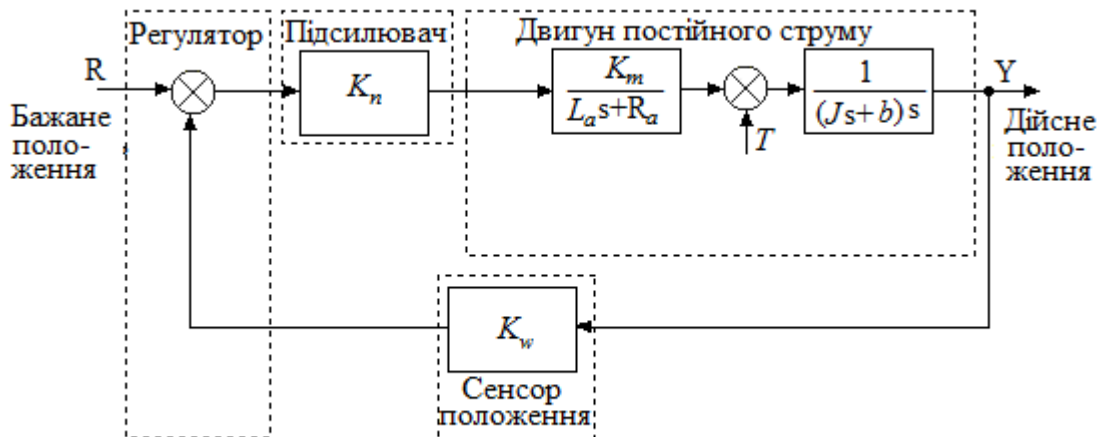 Регулятор
Підсилювач
Двигун постійного струму
R
Бажане
поло-
ження
K_n
K_m
L_a s+R_a
T
1
(Js+b) s
Y
Дійсне
поло-
ження
K_w
Сенсор
положення